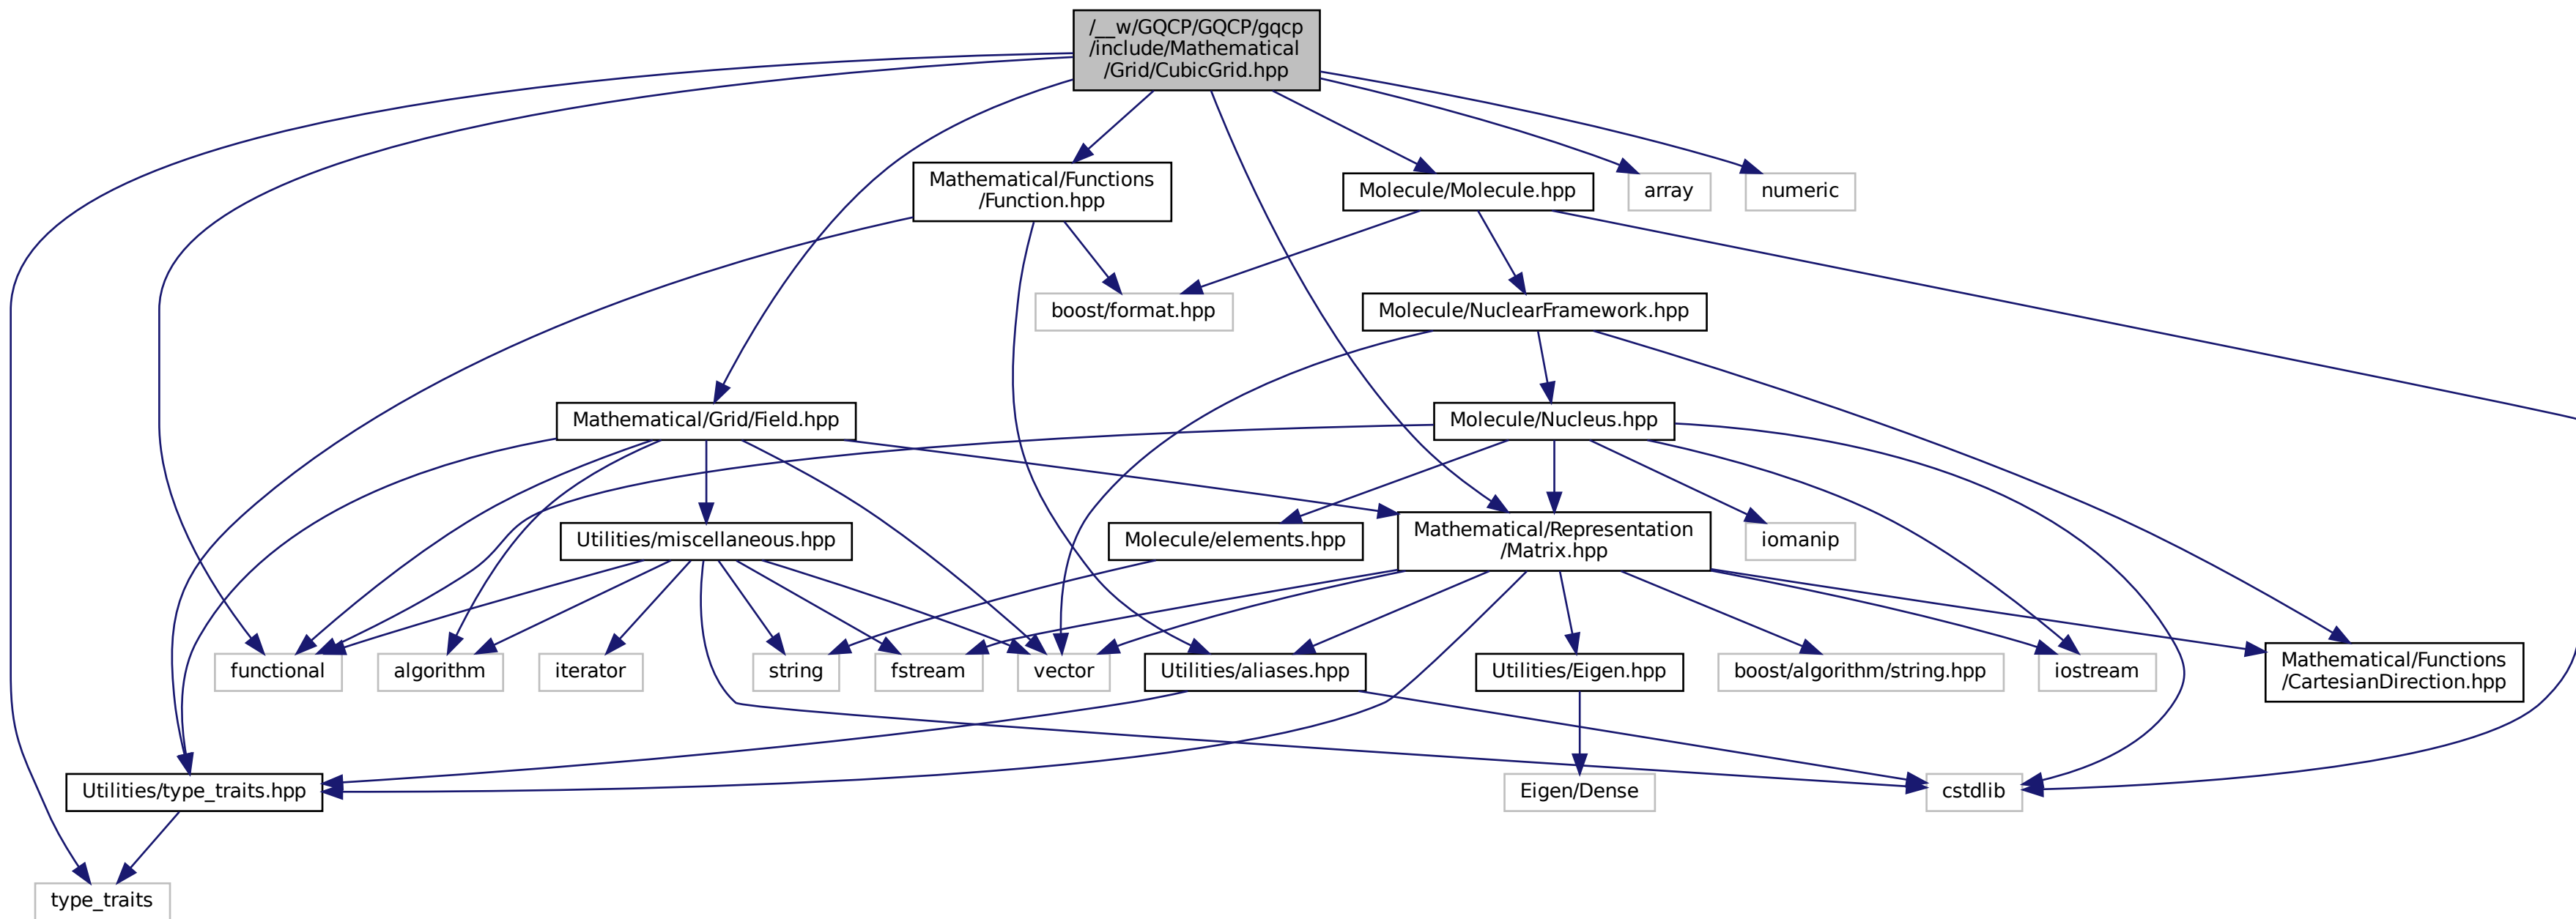 /__w/GQCP/GQCP/gqcp
/include/Mathematical
/Grid/CubicGrid.hpp
Mathematical/Functions
/Function.hpp
Molecule/Molecule.hpp
array
numeric
boost/format.hpp
Molecule/NuclearFramework.hpp
Mathematical/Grid/Field.hpp
Molecule/Nucleus.hpp
Utilities/miscellaneous.hpp
Molecule/elements.hpp
Mathematical/Representation
/Matrix.hpp
iomanip
functional
algorithm
iterator
string
fstream
vector
Utilities/aliases.hpp
Utilities/Eigen.hpp
boost/algorithm/string.hpp
iostream
Mathematical/Functions
/CartesianDirection.hpp
Utilities/type_traits.hpp
Eigen/Dense
cstdlib
type_traits